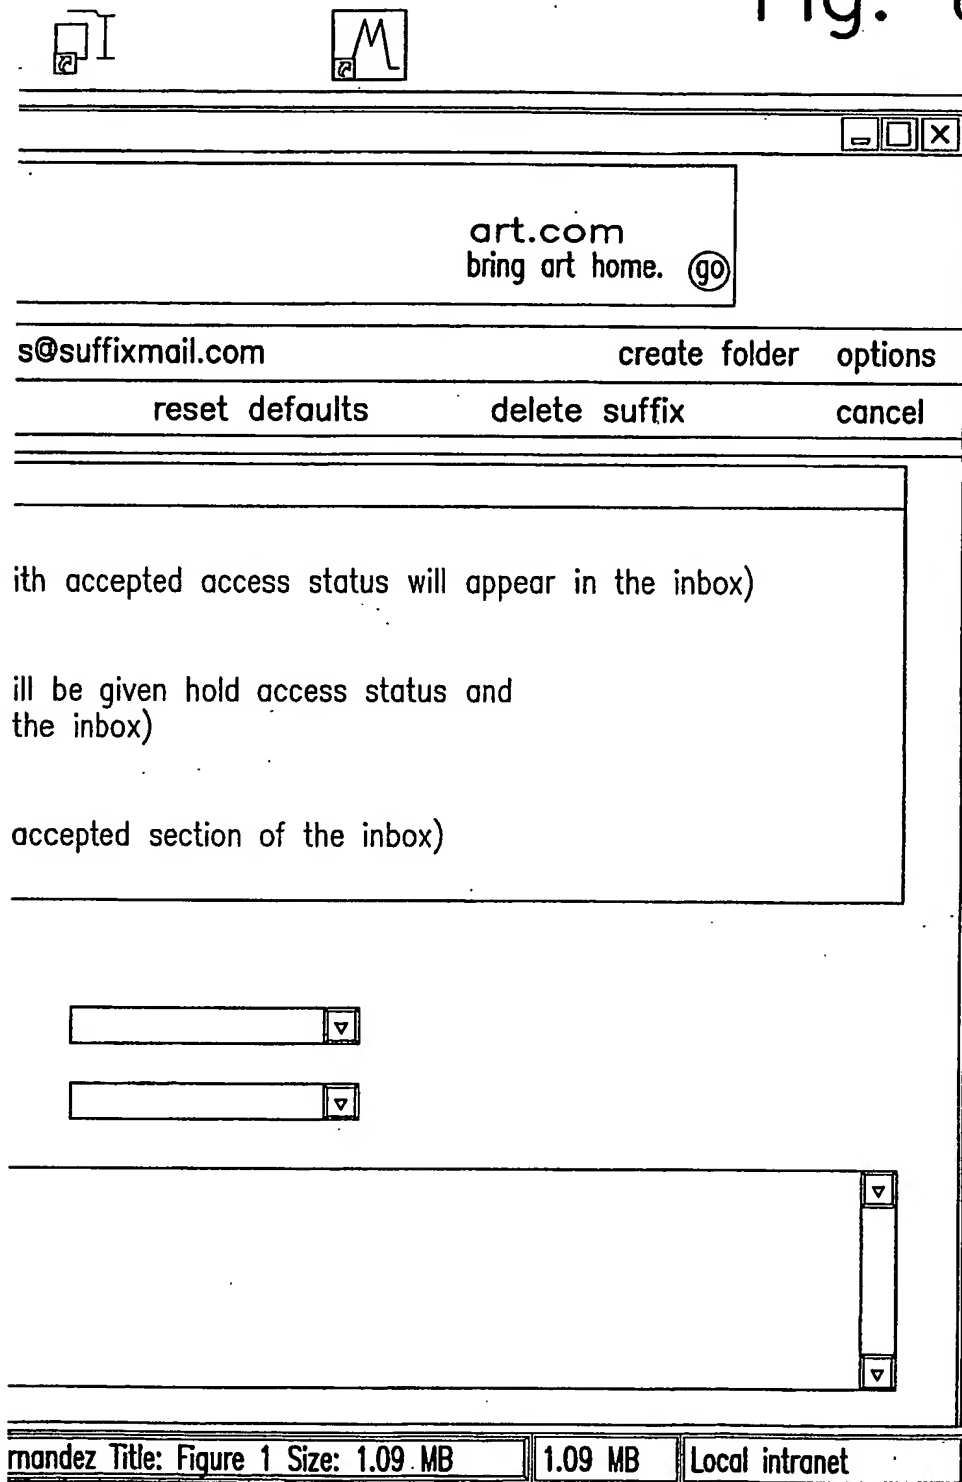 Fig.
M
art.com
bring art home. go
s@suffixmail.com create folder options
reset defaults delete suffix cancel
ith accepted access status will appear in the inbox)
ill be given hold access status and
the inbox)
accepted section of the inbox)
rnandez Title: Figure 1 Size: 1.09 MB 1.09 MB Local intranet